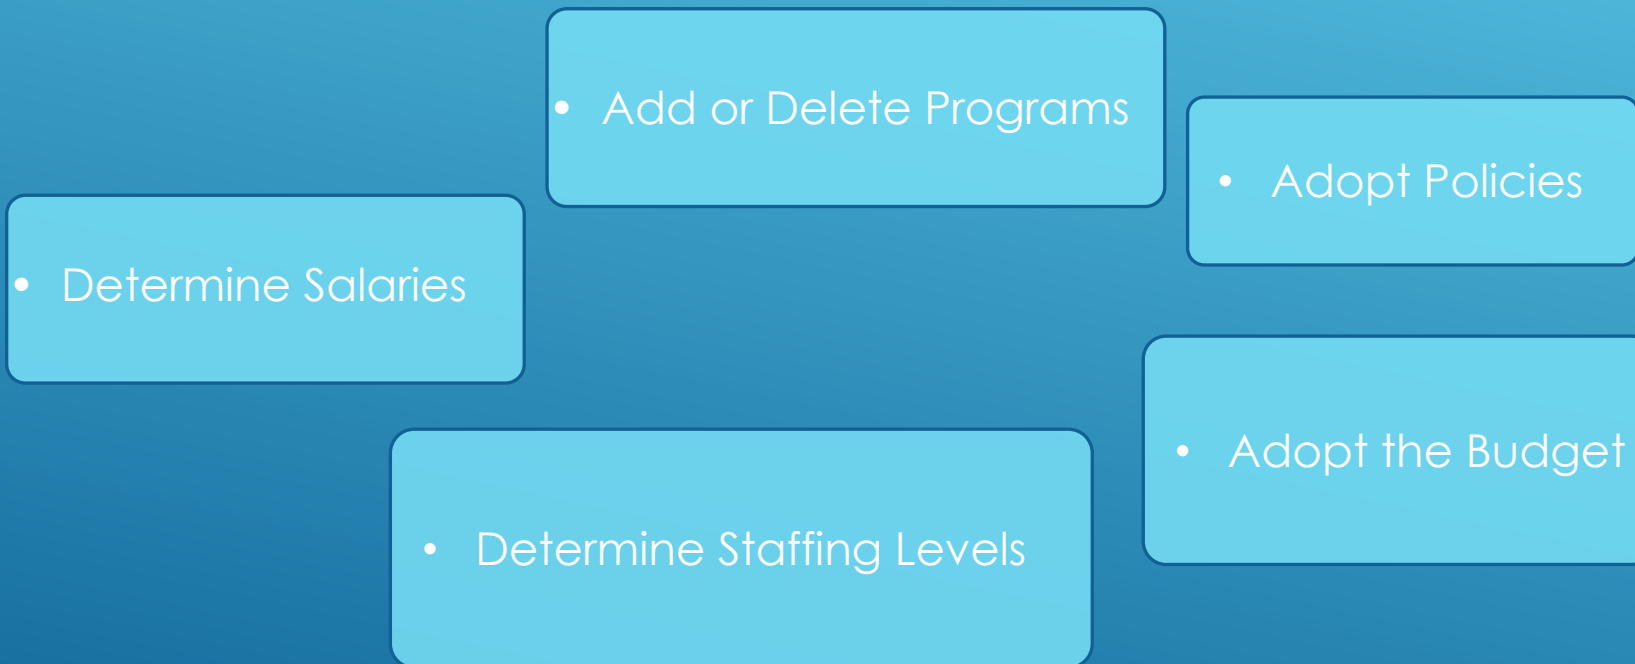 • Add or Delete Programs
• Adopt Policies
• Determine Salaries
• Adopt the Budget
• Determine Staffing Levels